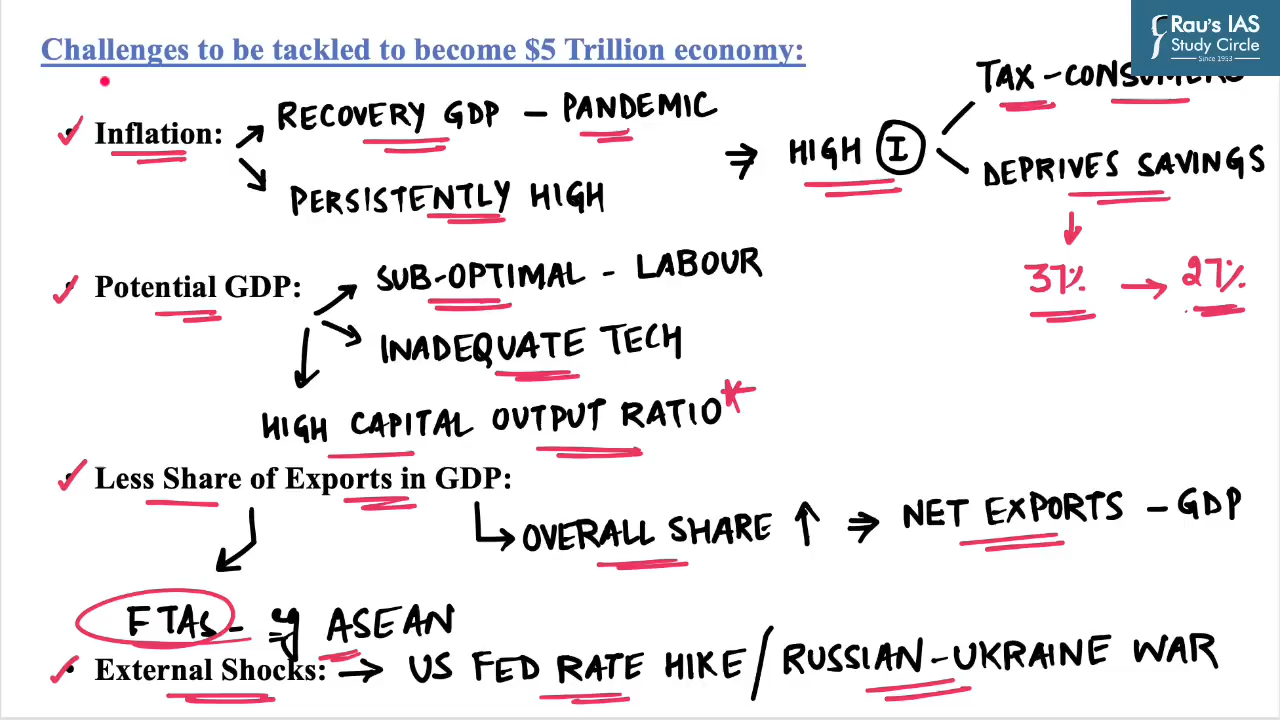 Rau's IAS
Study Circle
Since 1953
Challenges to be tackled to become $5 Trillion economy:
TAX - CONSUMERS
• Inflation:
RECOVERY GDP - PANDEMIC
PERSISTENTLY HIGH
⇒ HIGH I
DEPRIVES SAVINGS
37% → 27%
• Potential GDP:
SUB-OPTIMAL - LABOUR
INADEQUATE TECH
HIGH CAPITAL OUTPUT RATIO*
• Less Share of Exports in GDP:
OVERALL SHARE ↑ ⇒ NET EXPORTS - GDP
FTAS - eg ASEAN
• External Shocks: → US FED RATE HIKE / RUSSIAN-UKRAINE WAR